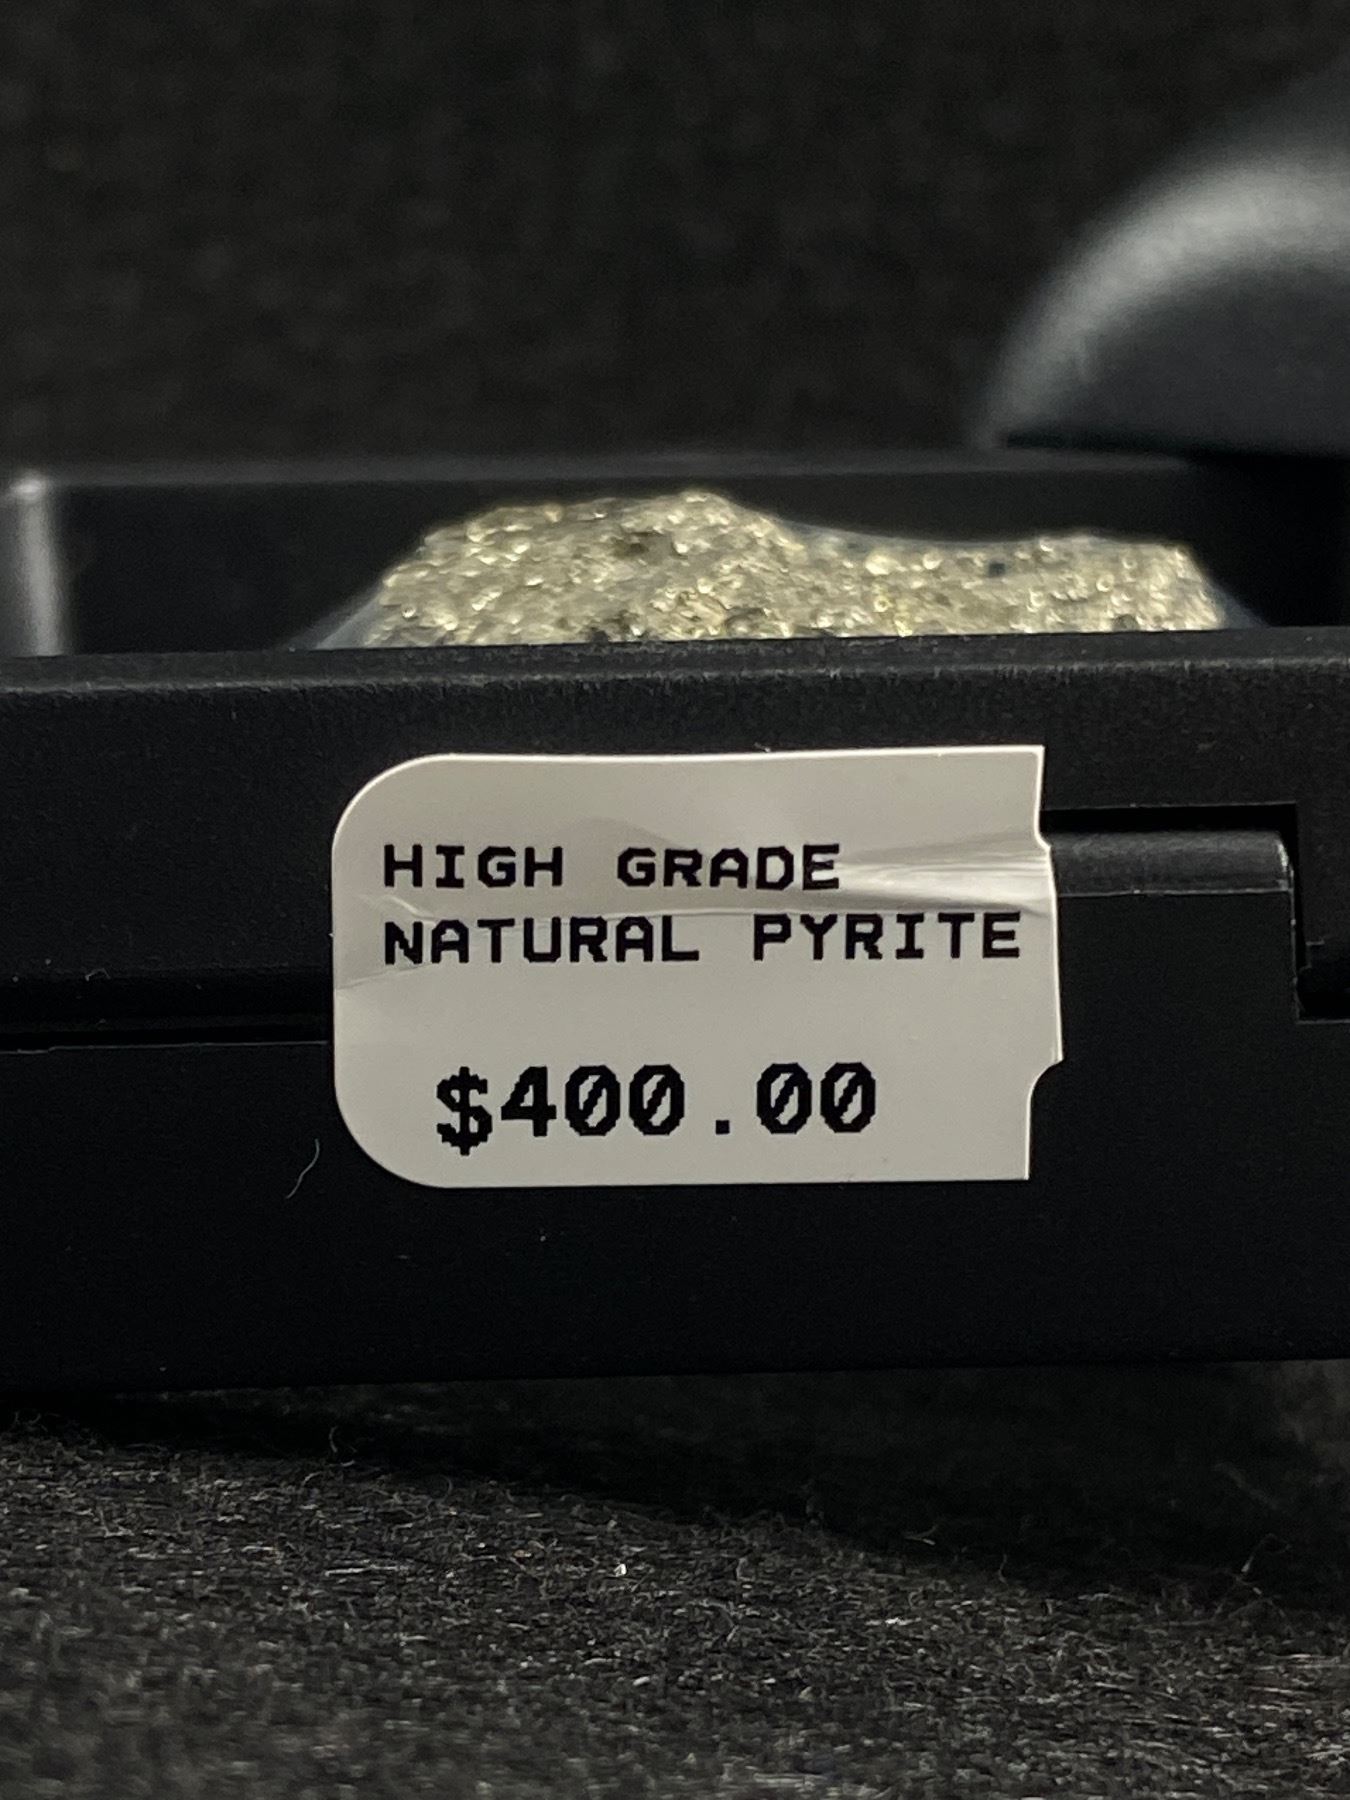 HIGH GRADE
NATURAL PYRITE
$400.00